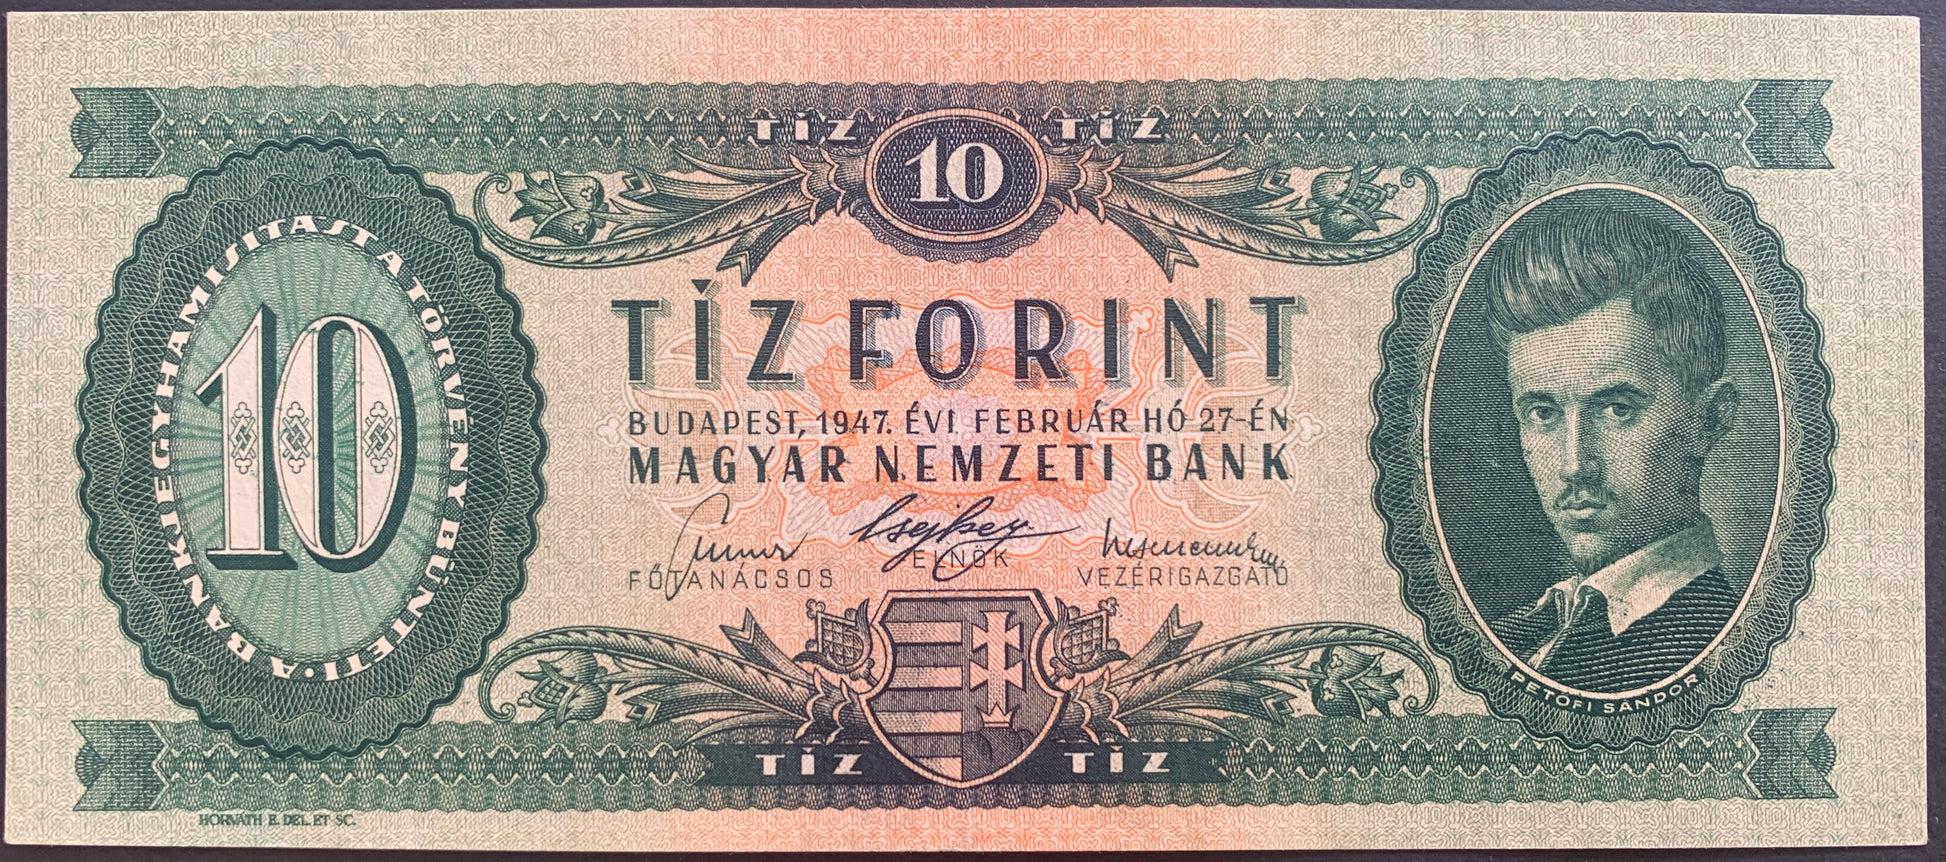 TÍZ 10 TÍZ
A BANKJEGYHAMISITAST A TÖRVÉNY BÜNTETI ·
10
TÍZ FORINT
BUDAPEST, 1947. ÉVI FEBRUÁR HÓ 27-ÉN
MAGYAR NEMZETI BANK
FŐTANÁCSOS
ELNÖK
VEZÉRIGAZGATÓ
PETŐFI SÁNDOR
TÍZ TÍZ
HORVÁTH E. DEL. ET SC.